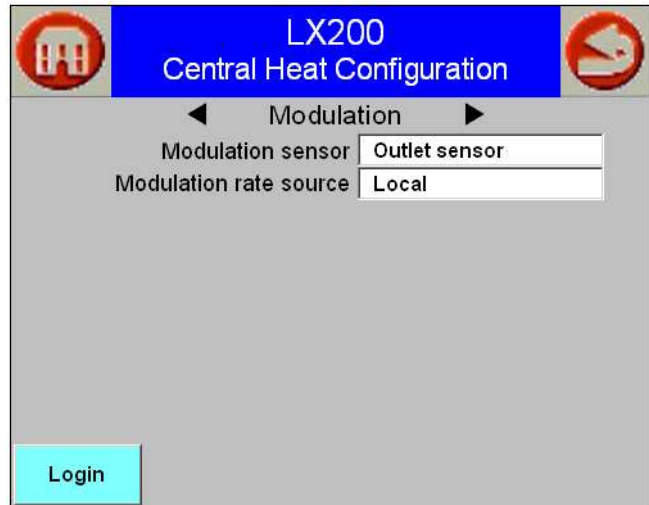 LX200
Central Heat Configuration
Modulation
Modulation sensor Outlet sensor
Modulation rate source Local
Login